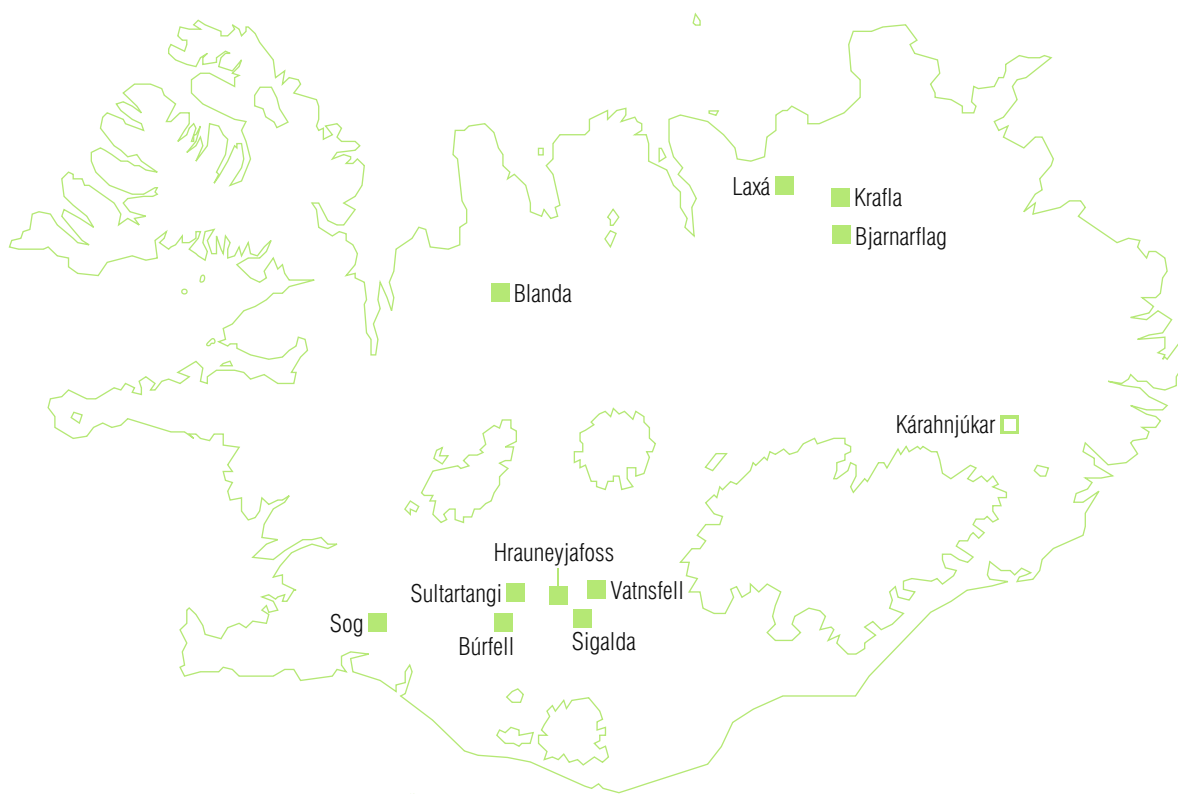 Laxá
Krafla
Bjarnarflag
Blanda
Kárahnjúkar
Hrauneyjafoss
Sultartangi
Vatnsfell
Sog
Búrfell
Sigalda